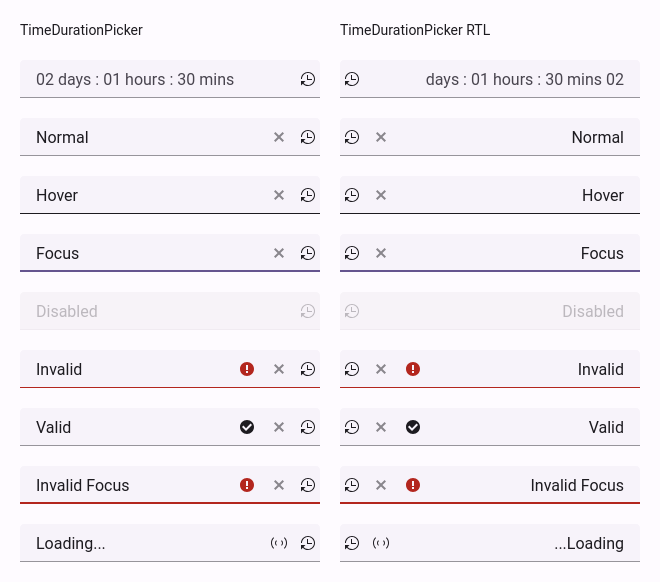 TimeDurationPicker
TimeDurationPicker RTL
02 days : 01 hours : 30 mins
days : 01 hours : 30 mins 02
Normal
Normal
Hover
Hover
Focus
Focus
Disabled
Disabled
Invalid
Invalid
Valid
Valid
Invalid Focus
Invalid Focus
Loading...
...Loading